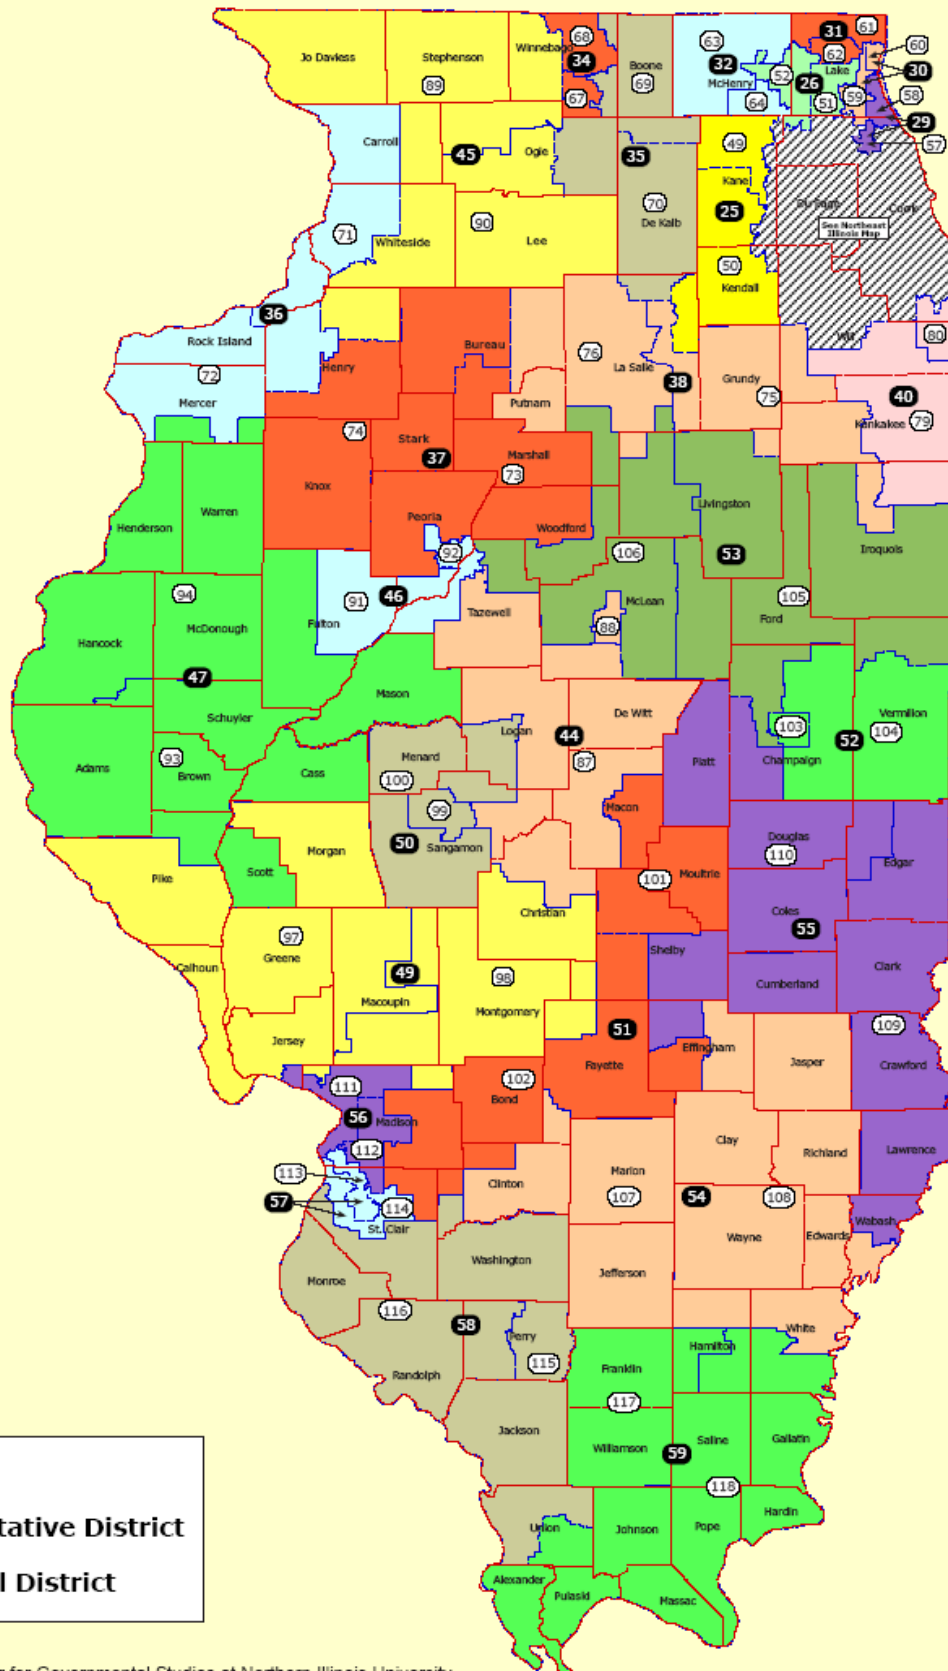 61
60
68
31
Winnebago
63
62
30
Jo Daviess
Stephenson
34
Boone
32
Lake
52
26
McHenry
58
89
69
59
67
64
51
29
57
Carroll
49
45
Ogle
35
Kane
70
Du Page
Cook
25
90
De Kalb
See Northeast
Illinois Map
71
Whiteside
Lee
50
Kendall
36
Will
80
Rock Island
Bureau
76
Henry
La Salle
72
Grundy
38
75
40
Mercer
Putnam
79
Kankakee
74
Stark
37
Marshall
73
Knox
Livingston
Warren
Peoria
Henderson
Woodford
92
106
53
Iroquois
94
91
46
McLean
105
Fulton
Tazewell
Ford
88
McDonough
Hancock
47
Mason
Schuyler
De Witt
Vermilion
Logan
103
104
44
52
93
Menard
87
Piatt
Champaign
Adams
Cass
Brown
100
99
Macon
Douglas
50
Sangamon
Morgan
110
Edgar
Scott
101
Moultrie
Pike
Christian
Coles
55
97
Shelby
Greene
Calhoun
49
98
Clark
Cumberland
Macoupin
Montgomery
109
51
Jersey
Effingham
Fayette
Jasper
Crawford
111
102
Bond
56
Madison
Clay
112
Richland
Lawrence
113
Marion
Clinton
57
107
54
108
114
Wabash
St. Clair
Wayne
Edwards
Washington
Monroe
Jefferson
116
58
White
Perry
Hamilton
115
Franklin
Randolph
117
Jackson
Williamson
59
Saline
Gallatin
118
Hardin
tative District
Union
Johnson
Pope
l District
Alexander
Pulaski
Massac
r for Governmental Studies at Northern Illinois University